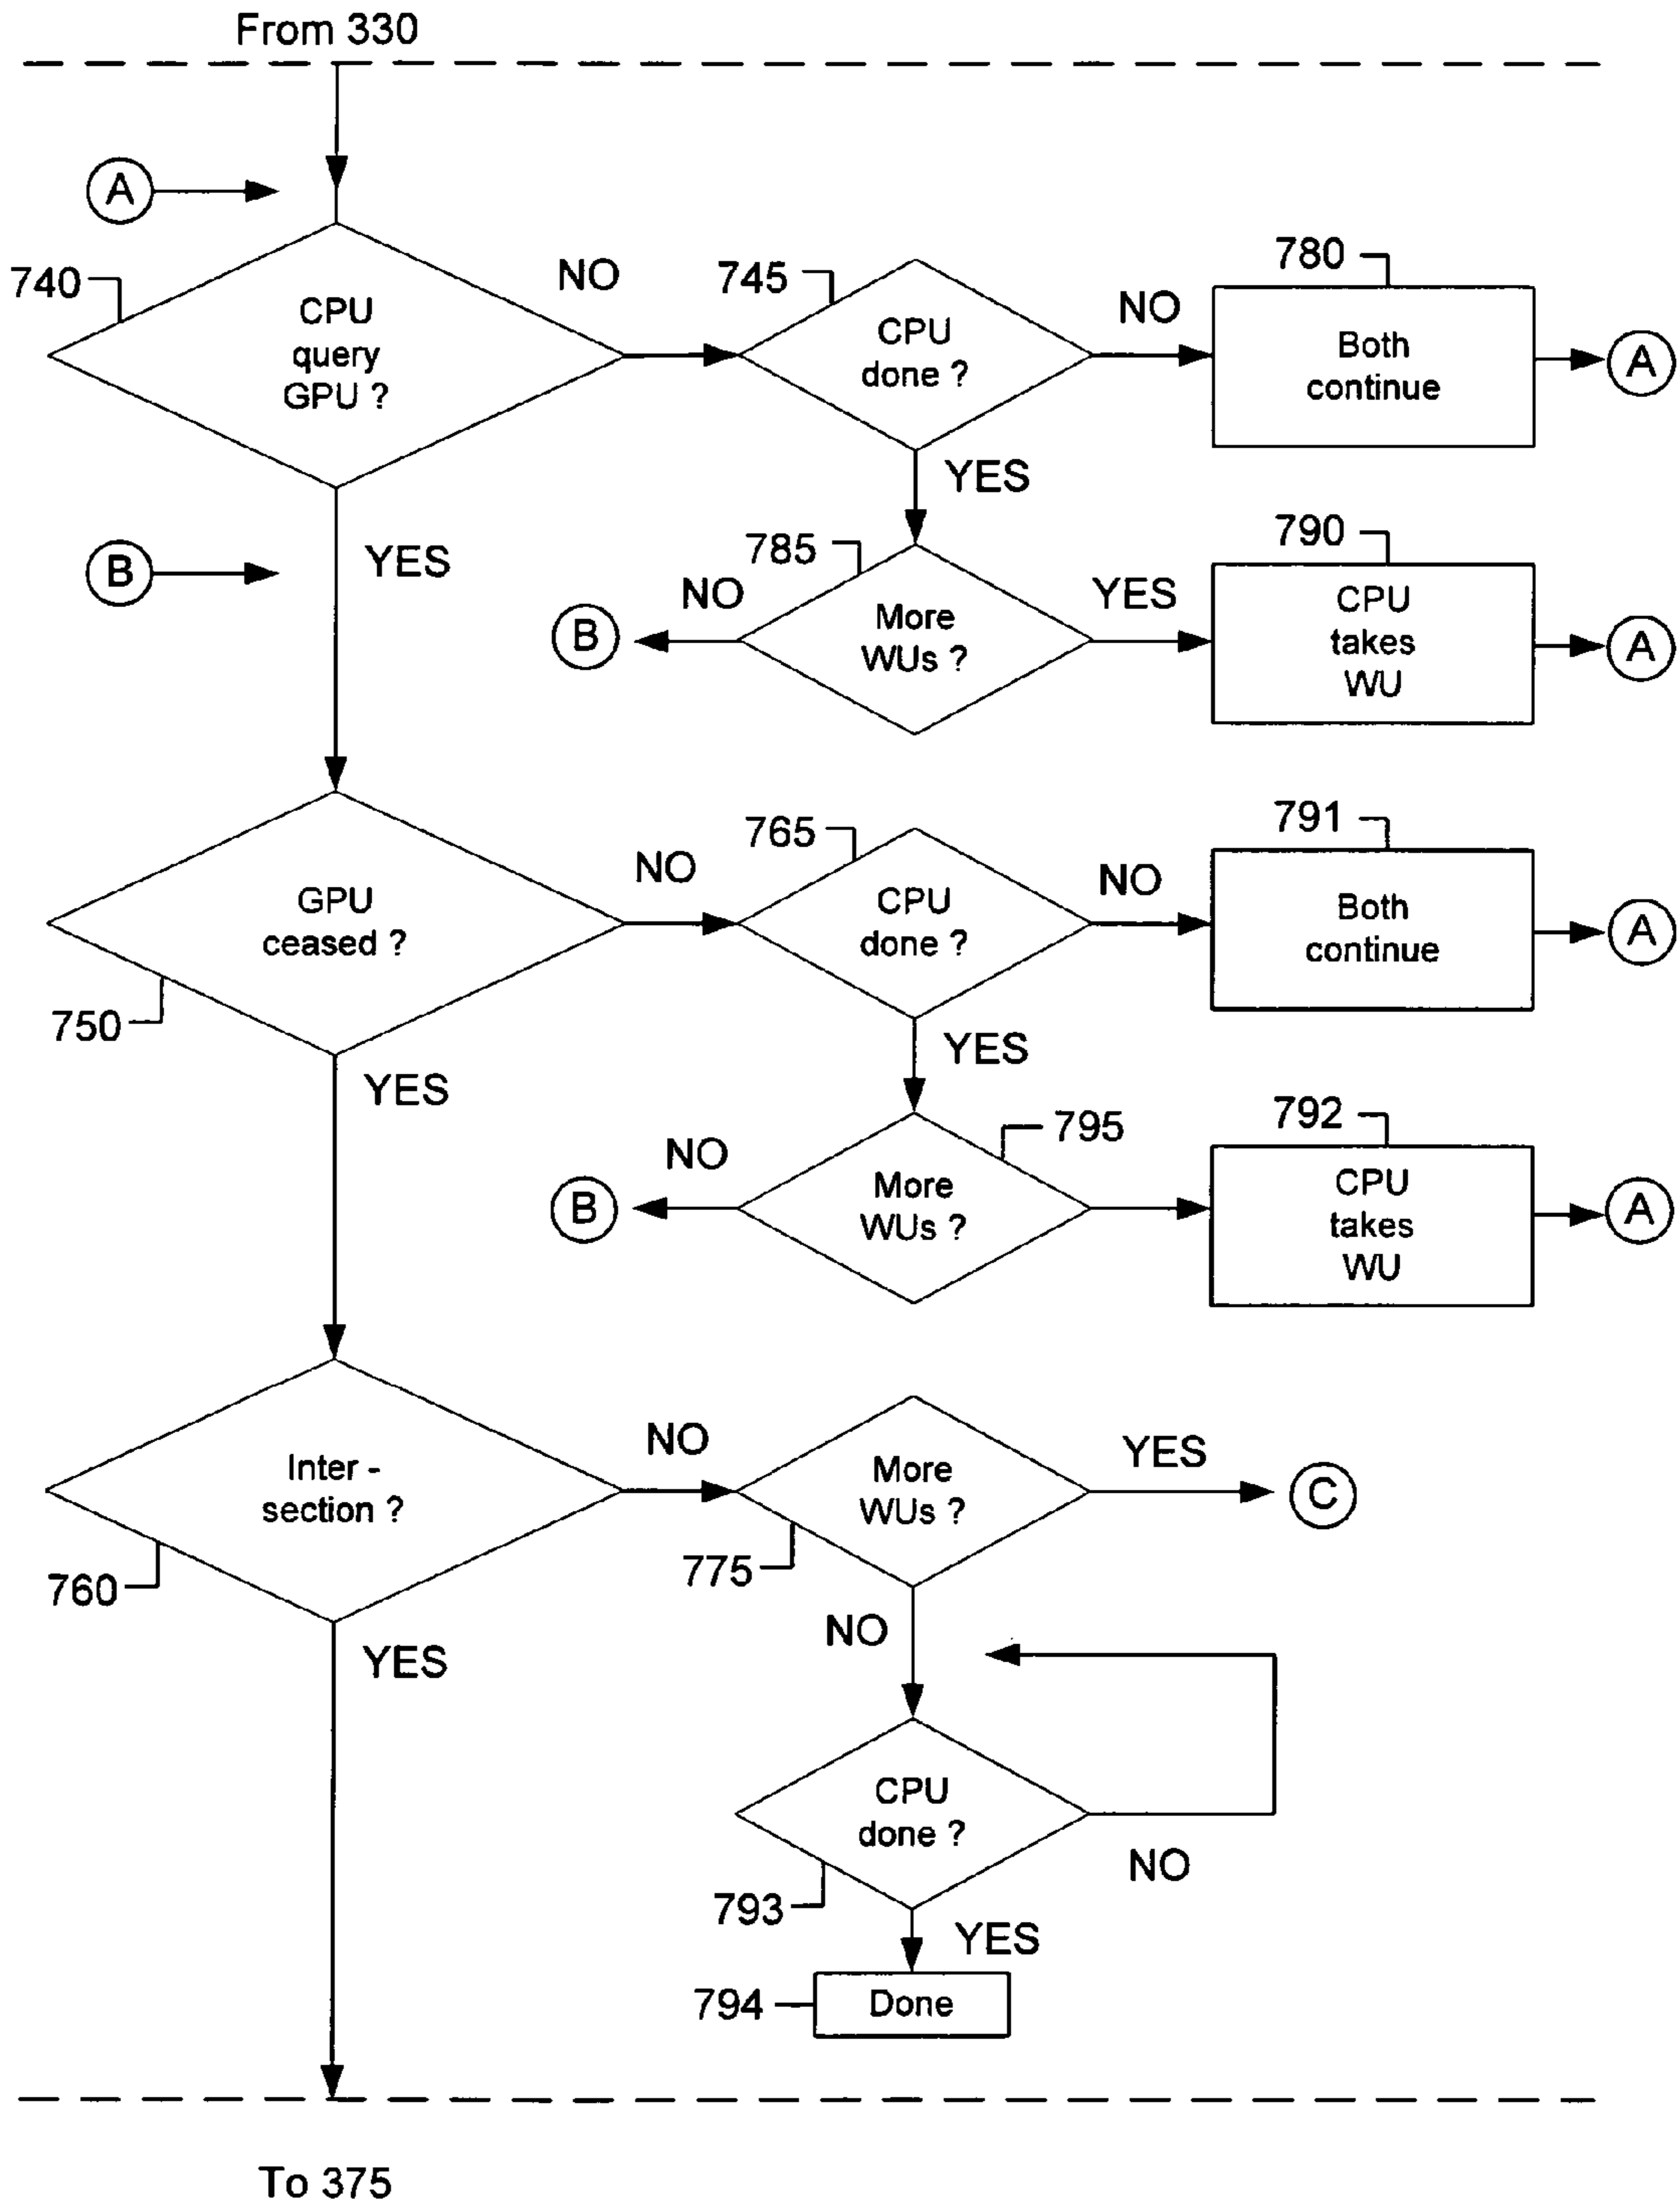 From 330
A
740
CPU
query
GPU ?
NO
745
CPU
done ?
NO
780
Both
continue
A
YES
B
YES
785
More
WUs ?
NO
B
YES
790
CPU
takes
WU
A
GPU
ceased ?
750
NO
765
CPU
done ?
NO
791
Both
continue
A
YES
YES
795
More
WUs ?
NO
B
792
CPU
takes
WU
A
Inter -
section ?
760
NO
More
WUs ?
775
YES
C
NO
YES
CPU
done ?
793
NO
YES
794
Done
To 375